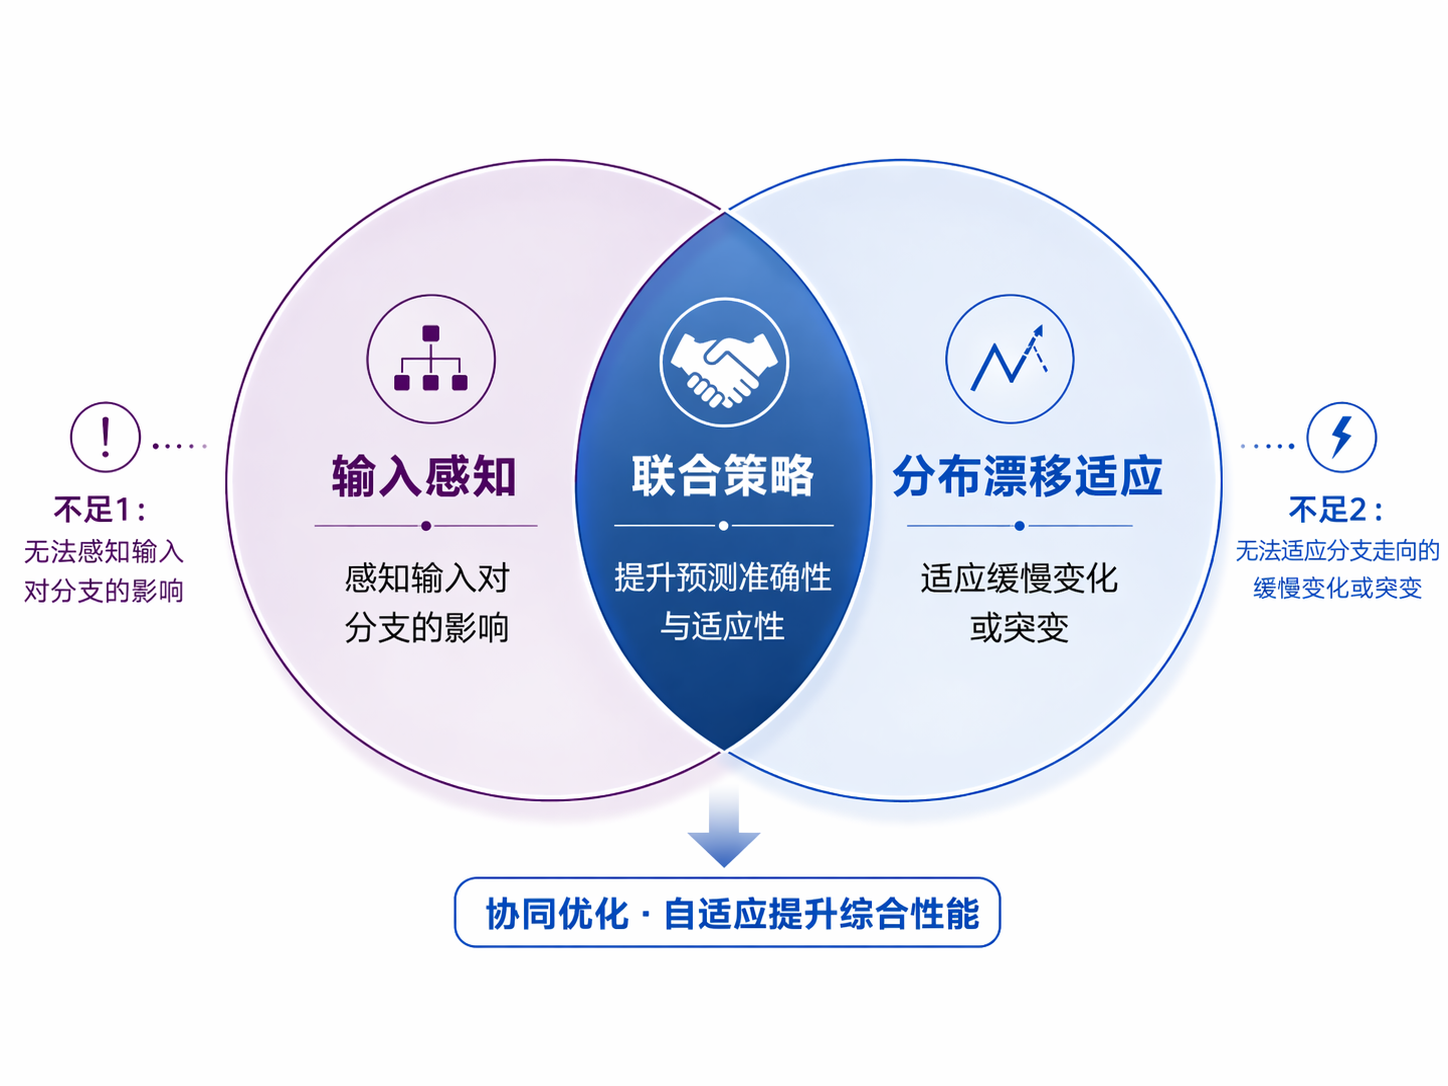 不足1：
无法感知输入
对分支的影响
输入感知
感知输入对
分支的影响
联合策略
提升预测准确性
与适应性
分布漂移适应
适应缓慢变化
或突变
不足2：
无法适应分支走向的
缓慢变化或突变
协同优化 · 自适应提升综合性能